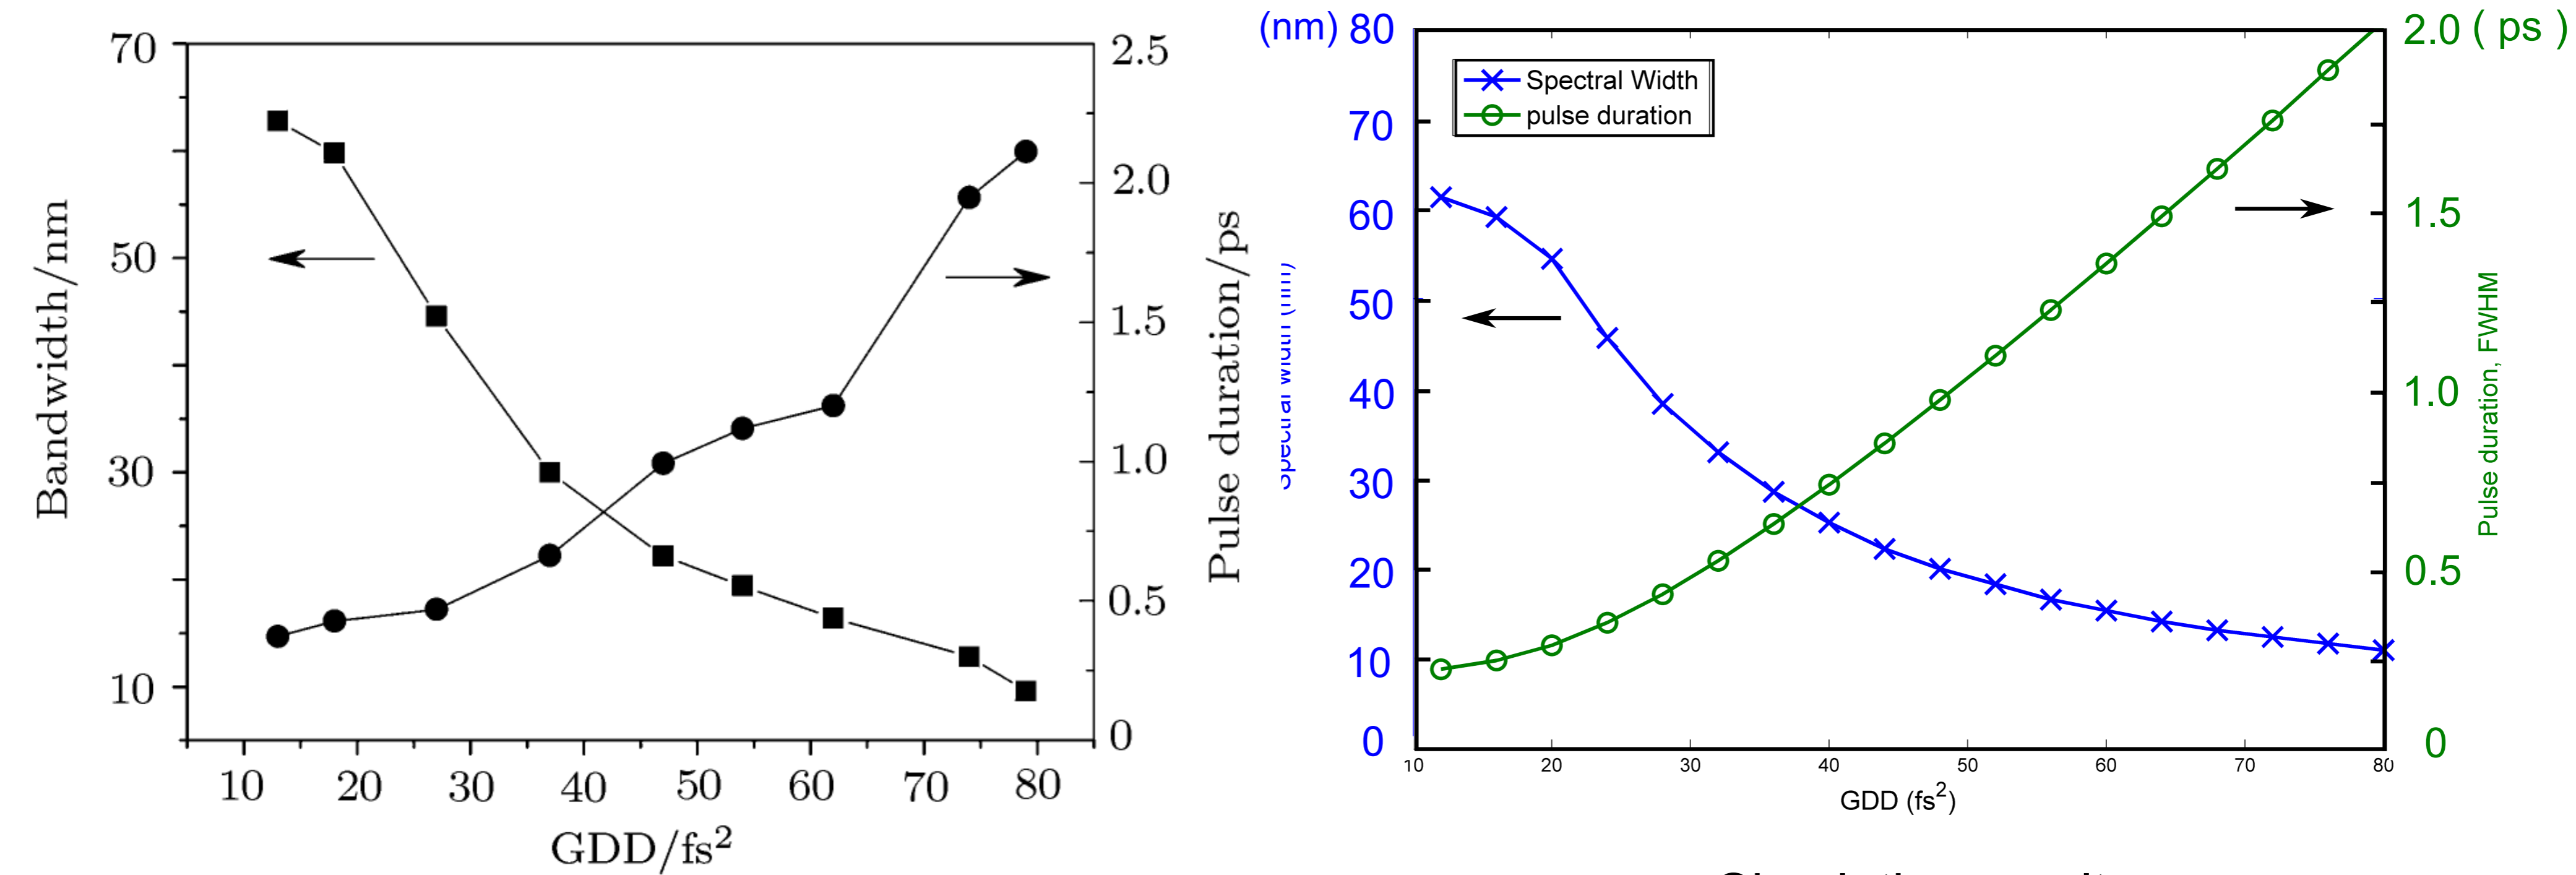 70
50
30
10
Bandwidth/nm
2.5
2.0
1.5
1.0
0.5
0
Pulse duration/ps
10 20 30 40 50 60 70 80
GDD/fs²
(nm) 80
70
60
50
40
30
20
10
0
Spectral width (nm)
Spectral Width
pulse duration
2.0 ( ps )
1.5
1.0
0.5
0
Pulse duration, FWHM
10 20 30 40 50 60 70 80
GDD (fs²)